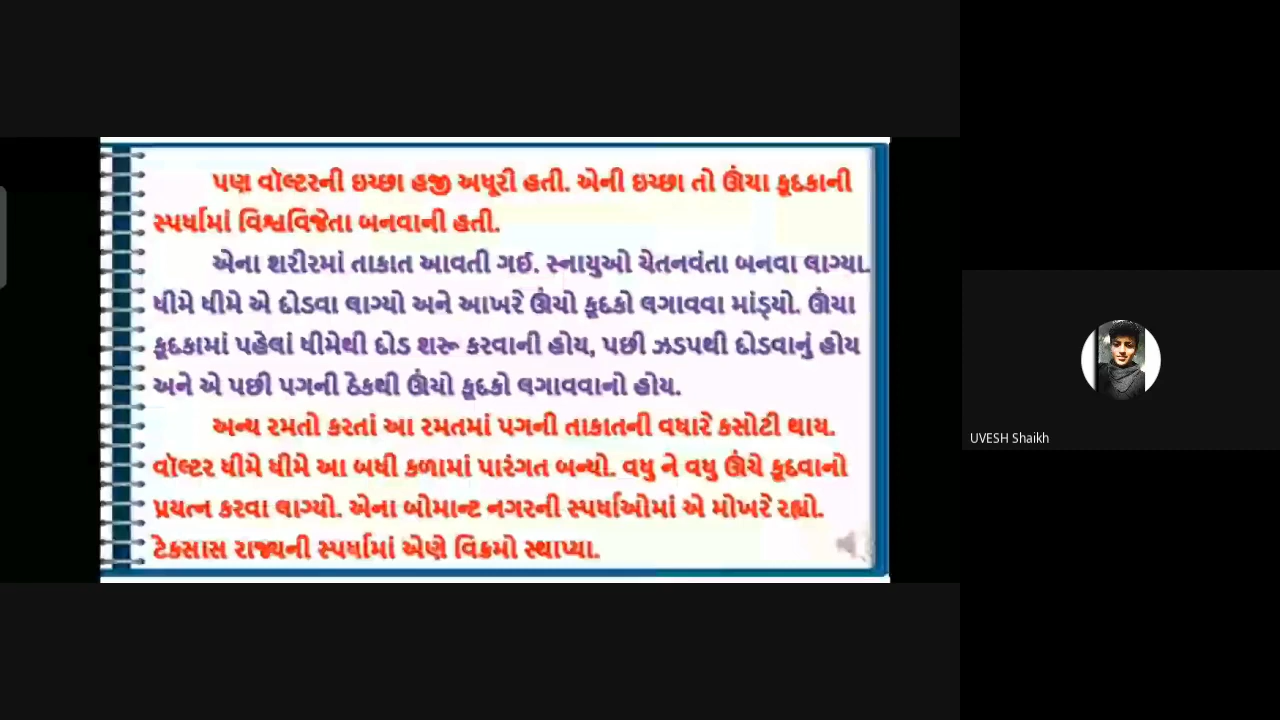 પણ વૉલ્ટરની ઇચ્છા હજી અધૂરી હતી. એની ઇચ્છા તો ઊંચા કૂદકાની
સ્પર્ધામાં વિશ્વવિજેતા બનવાની હતી.
એના શરીરમાં તાકાત આવતી ગઈ. સ્નાયુઓ ચેતનવંતા બનવા લાગ્યા.
ધીમે ધીમે એ દોડવા લાગ્યો અને આખરે ઊંચો કૂદકો લગાવવા માંડ્યો. ઊંચા
કૂદકામાં પહેલાં ધીમેથી દોડ શરૂ કરવાની હોય, પછી ઝડપથી દોડવાનું હોય
અને એ પછી પગની ઠેકથી ઊંચો કૂદકો લગાવવાનો હોય.
અન્ય રમતો કરતાં આ રમતમાં પગની તાકાતની વધારે કસોટી થાય.
વૉલ્ટર ધીમે ધીમે આ બધી કળામાં પારંગત બન્યો. વધુ ને વધુ ઊંચે કૂદવાનો
પ્રયત્ન કરવા લાગ્યો. એના બોમાન્ટ નગરની સ્પર્ધાઓમાં એ મોખરે રહ્યો.
ટેકસાસ રાજ્યની સ્પર્ધામાં એણે વિક્રમો સ્થાપ્યા.
UVESH Shaikh